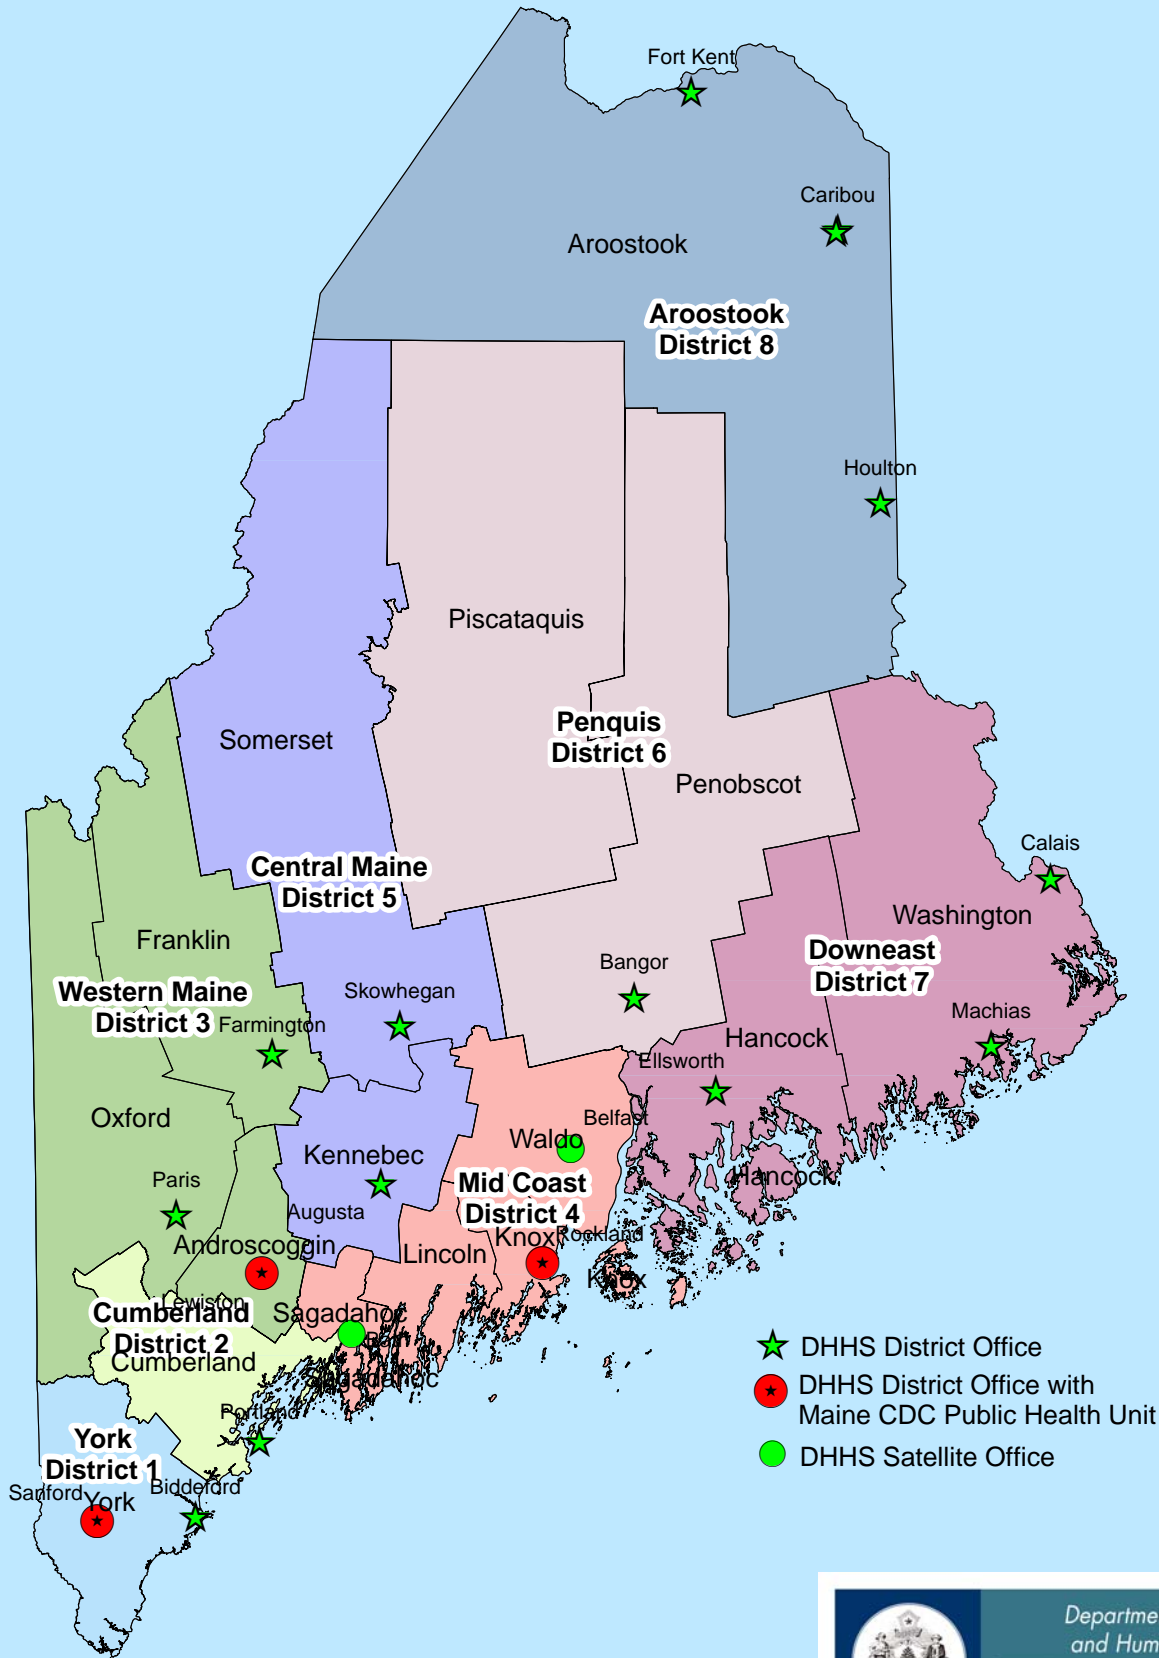 Fort Kent
Caribou
Aroostook
Aroostook
District 8
Houlton
Piscataquis
Somerset
Penquis
District 6
Penobscot
Calais
Central Maine
District 5
Washington
Franklin
Downeast
District 7
Bangor
Western Maine
District 3
Skowhegan
Farmington
Machias
Hancock
Ellsworth
Oxford
Belfast
Waldo
Kennebec
Paris
Mid Coast
District 4
Hancock
Augusta
Androscoggin
Knox
Rockland
Lincoln
Knox
Lewiston
Cumberland
District 2
Sagadahoc
Bath
Cumberland
Sagadahoc
Portland
York
District 1
Sanford
York
Biddeford
DHHS District Office
DHHS District Office with
Maine CDC Public Health Unit
DHHS Satellite Office
Departme
and Hum